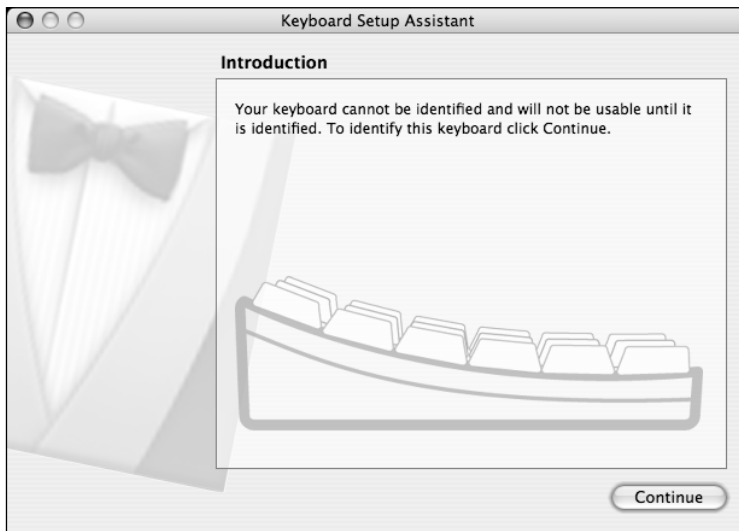 Keyboard Setup Assistant
Introduction
Your keyboard cannot be identified and will not be usable until it
is identified. To identify this keyboard click Continue.
Continue